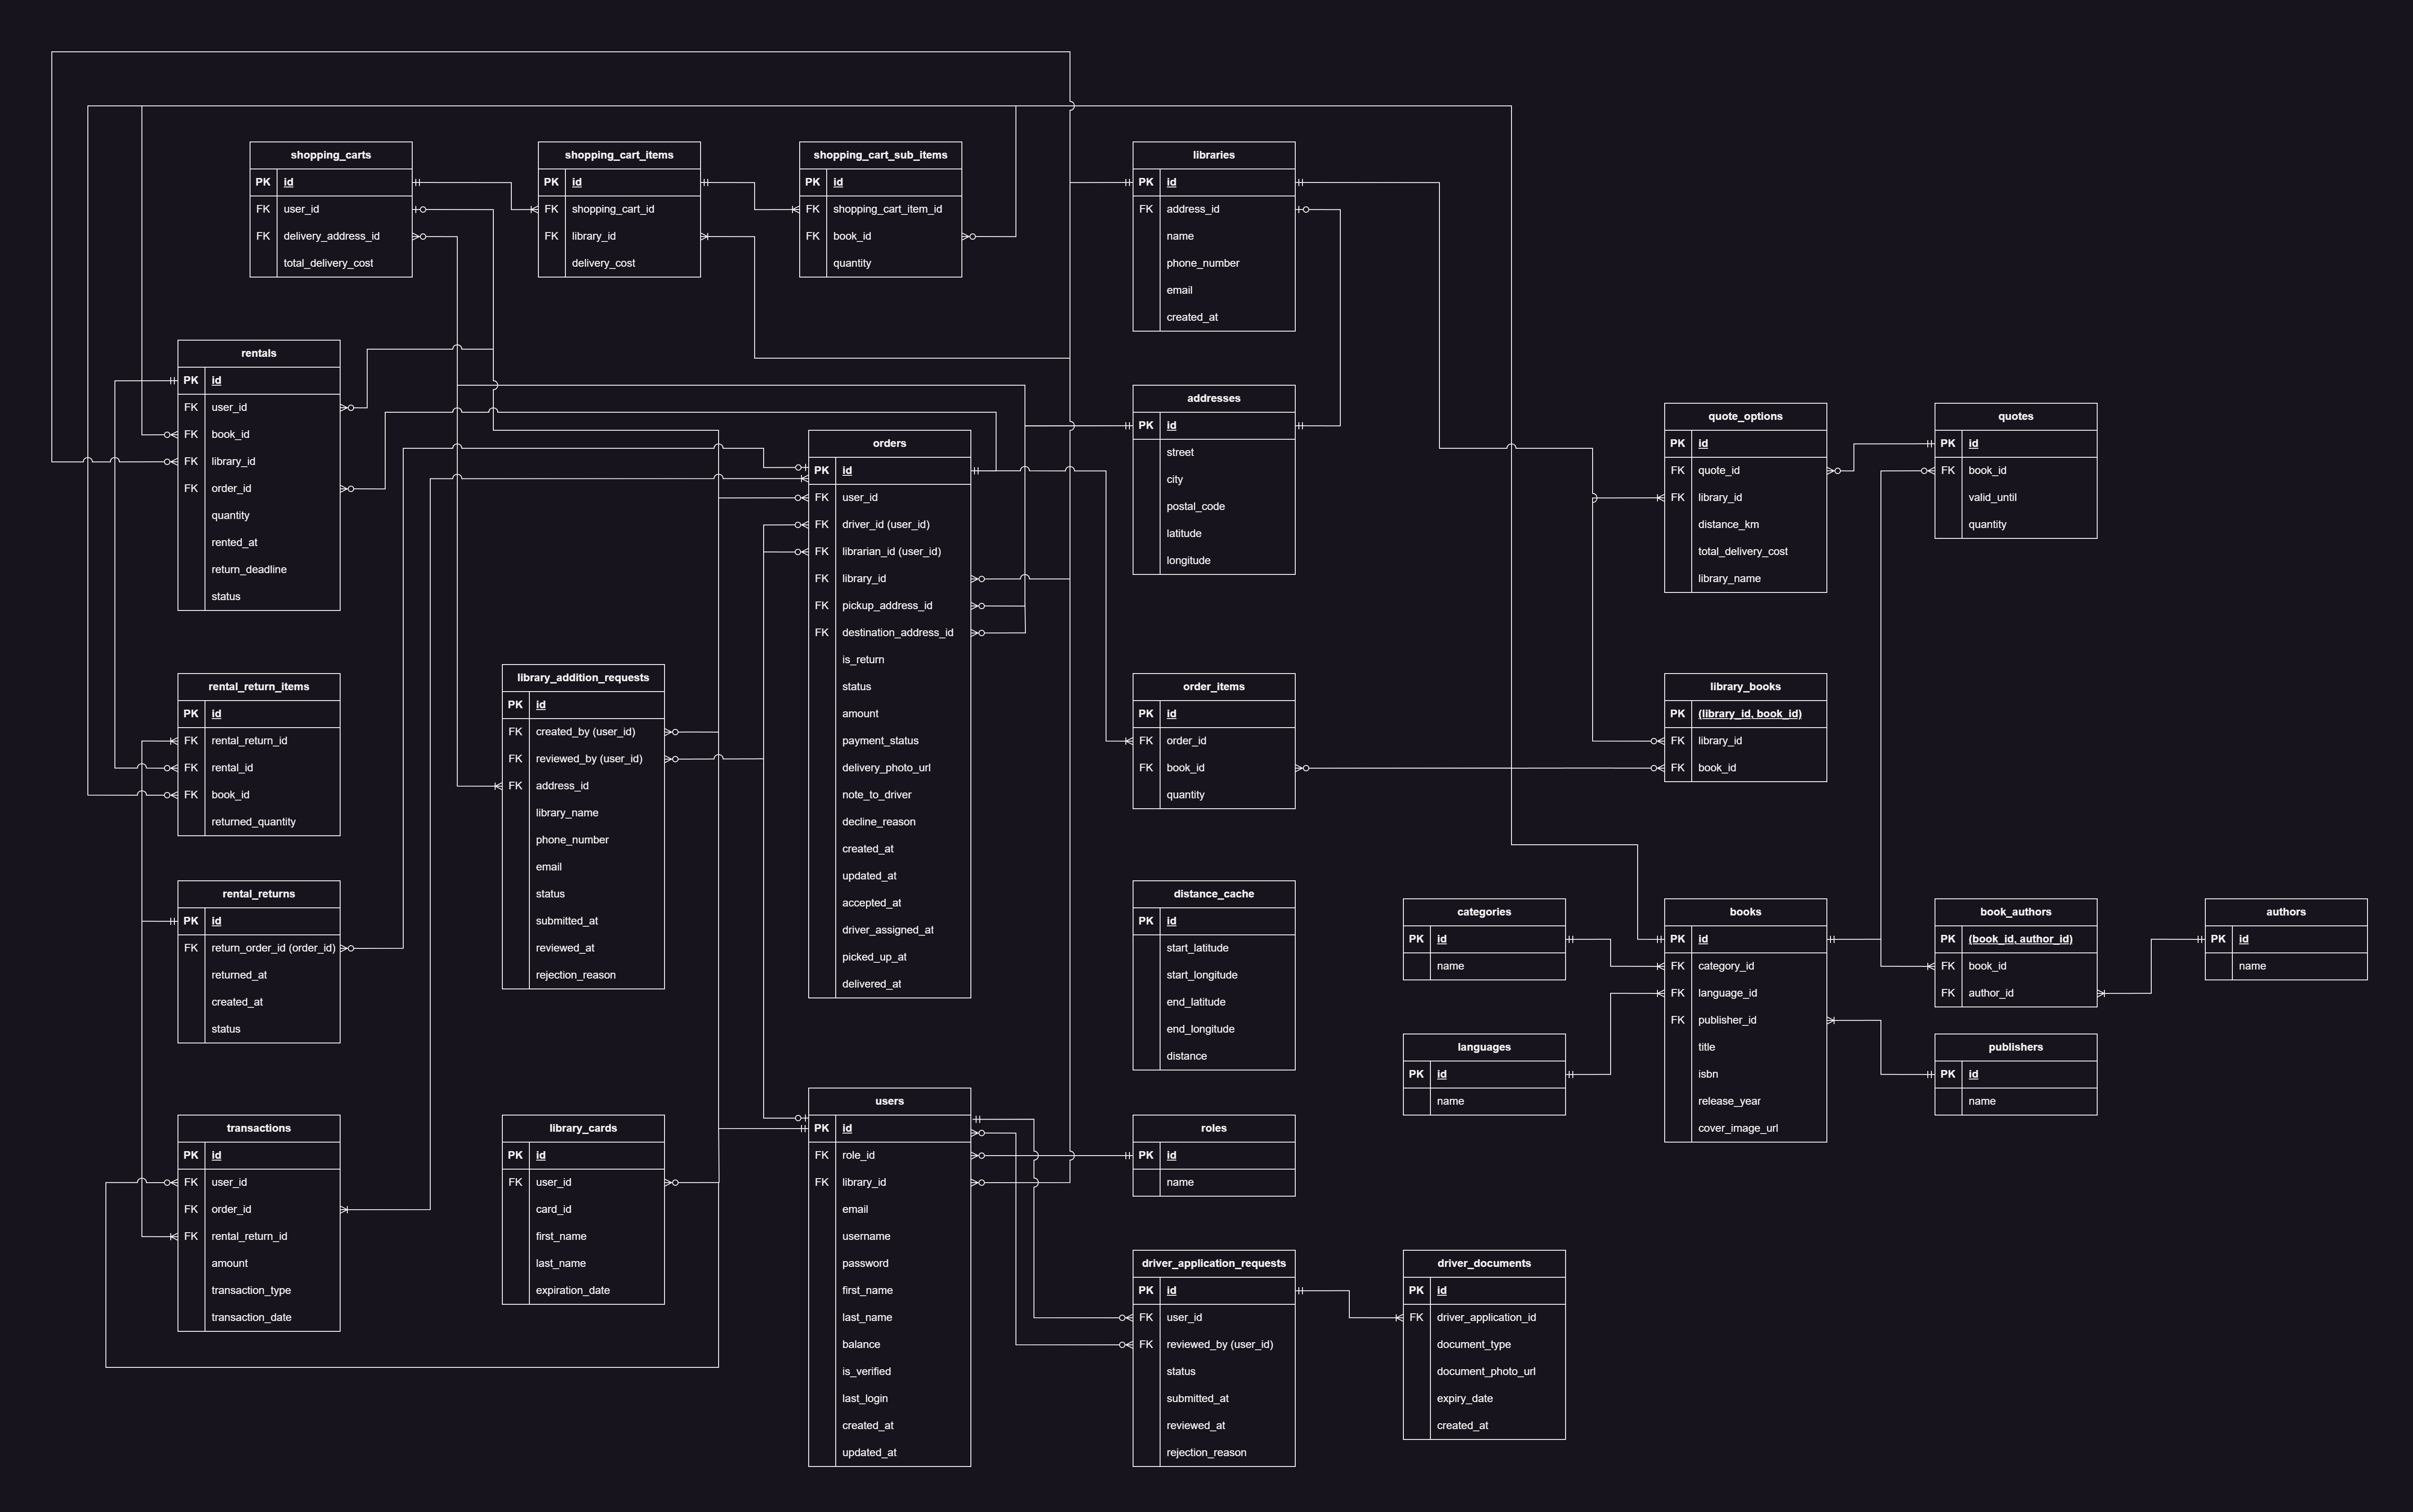 shopping_carts
PK id
FK user_id
FK delivery_address_id
total_delivery_cost
shopping_cart_items
PK id
FK shopping_cart_id
FK library_id
delivery_cost
shopping_cart_sub_items
PK id
FK shopping_cart_item_id
FK book_id
quantity
libraries
PK id
FK address_id
name
phone_number
email
created_at
rentals
PK id
FK user_id
FK book_id
FK library_id
FK order_id
quantity
rented_at
return_deadline
status
orders
PK id
FK user_id
FK driver_id (user_id)
FK librarian_id (user_id)
FK library_id
FK pickup_address_id
FK destination_address_id
is_return
status
amount
payment_status
delivery_photo_url
note_to_driver
decline_reason
created_at
updated_at
accepted_at
driver_assigned_at
picked_up_at
delivered_at
addresses
PK id
street
city
postal_code
latitude
longitude
quote_options
PK id
FK quote_id
FK library_id
distance_km
total_delivery_cost
library_name
quotes
PK id
FK book_id
valid_until
quantity
rental_return_items
PK id
FK rental_return_id
FK rental_id
FK book_id
returned_quantity
library_addition_requests
PK id
FK created_by (user_id)
FK reviewed_by (user_id)
FK address_id
library_name
phone_number
email
status
submitted_at
reviewed_at
rejection_reason
order_items
PK id
FK order_id
FK book_id
quantity
library_books
PK (library_id, book_id)
FK library_id
FK book_id
rental_returns
PK id
FK return_order_id (order_id)
returned_at
created_at
status
distance_cache
PK id
start_latitude
start_longitude
end_latitude
end_longitude
distance
categories
PK id
name
books
PK id
FK category_id
FK language_id
FK publisher_id
title
isbn
release_year
cover_image_url
book_authors
PK (book_id, author_id)
FK book_id
FK author_id
authors
PK id
name
languages
PK id
name
publishers
PK id
name
transactions
PK id
FK user_id
FK order_id
FK rental_return_id
amount
transaction_type
transaction_date
library_cards
PK id
FK user_id
card_id
first_name
last_name
expiration_date
users
PK id
FK role_id
FK library_id
email
username
password
first_name
last_name
balance
is_verified
last_login
created_at
updated_at
roles
PK id
name
driver_application_requests
PK id
FK user_id
FK reviewed_by (user_id)
status
submitted_at
reviewed_at
rejection_reason
driver_documents
PK id
FK driver_application_id
document_type
document_photo_url
expiry_date
created_at